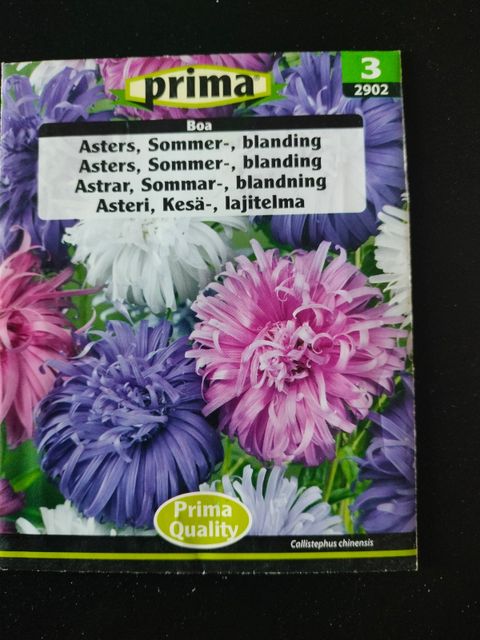 prima
3
2902
Boa
Asters, Sommer-, blanding
Asters, Sommer-, blanding
Astrar, Sommar-, blandning
Asteri, Kesä-, lajitelma
Prima
Quality
Callistephus chinensis